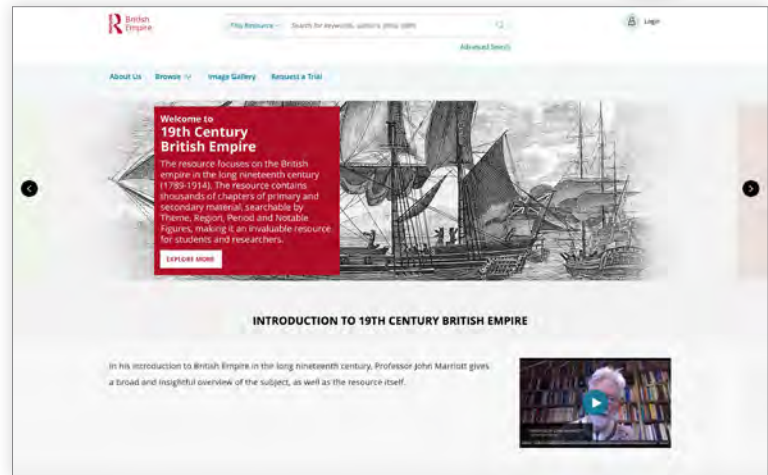 British
Empire
This Resource
Search for keywords, authors, titles, ISBN
Login
Advanced Search
About Us Browse Image Gallery Request a Trial
Welcome to
19th Century
British Empire
The resource focuses on the British
empire in the long nineteenth century
(1789-1914). The resource contains
thousands of chapters of primary and
secondary material, searchable by
Theme, Region, Period and Notable
Figures, making it an invaluable resource
for students and researchers.
EXPLORE MORE
INTRODUCTION TO 19TH CENTURY BRITISH EMPIRE
In his introduction to British Empire in the long nineteenth century, Professor John Marriott gives
a broad and insightful overview of the subject, as well as the resource itself.